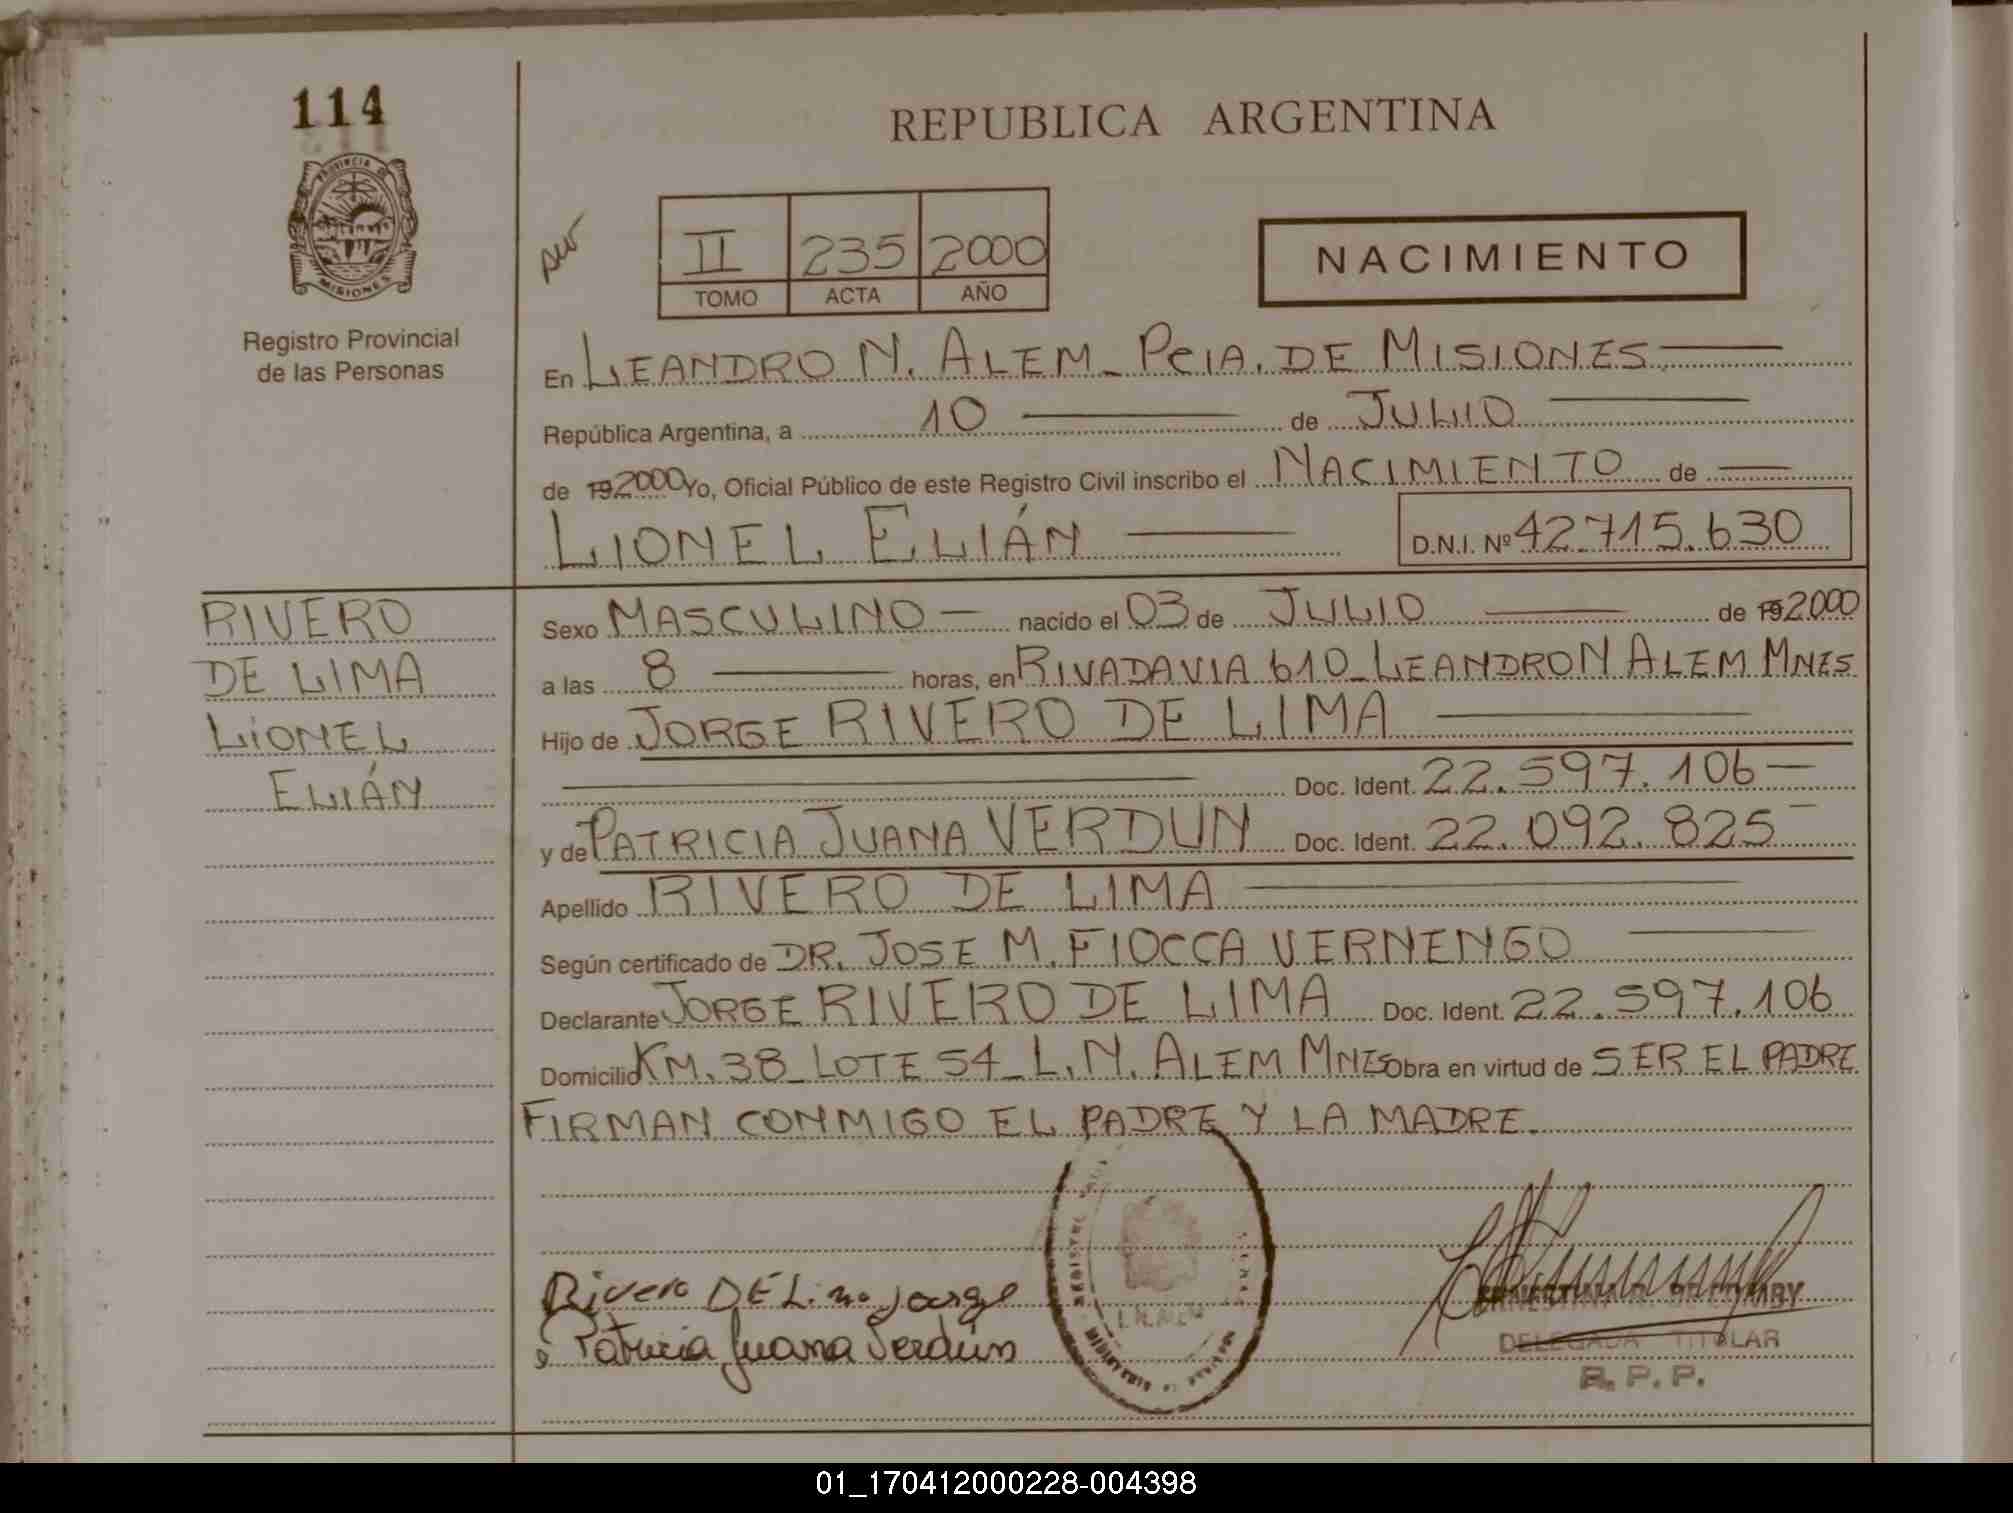 114
PROVINCIA DE
MISIONES
Registro Provincial
de las Personas
REPUBLICA ARGENTINA
II 235 2000
TOMO ACTA AÑO
NACIMIENTO
En LEANDRO N. ALEM - PCIA. DE MISIONES
República Argentina, a 10 de JULIO
de 192000 Yo, Oficial Público de este Registro Civil inscribo el NACIMIENTO de
LIONEL ELIÁN D.N.I. Nº 42.715.630
RIVERO
DE LIMA
LIONEL
ELIÁN
Sexo MASCULINO - nacido el 03 de JULIO de 192000
a las 8 horas, en RIVADAVIA 610 - LEANDRO N ALEM MNES
Hijo de JORGE RIVERO DE LIMA
Doc. Ident. 22.597.106 -
y de PATRICIA JUANA VERDUN Doc. Ident. 22.092.825 -
Apellido RIVERO DE LIMA
Según certificado de DR. JOSE M. FIOCCA VERNENGO
Declarante JORGE RIVERO DE LIMA Doc. Ident. 22.597.106
Domicilio KM. 38 - LOTE 54 - L.N. ALEM MNES Obra en virtud de SER EL PADRE
FIRMAN CONMIGO EL PADRE Y LA MADRE.
Rivero DE Lima Jorge
Patricia Juana Verdún
DELEGADA TITULAR
R. P. P.
01_170412000228-004398